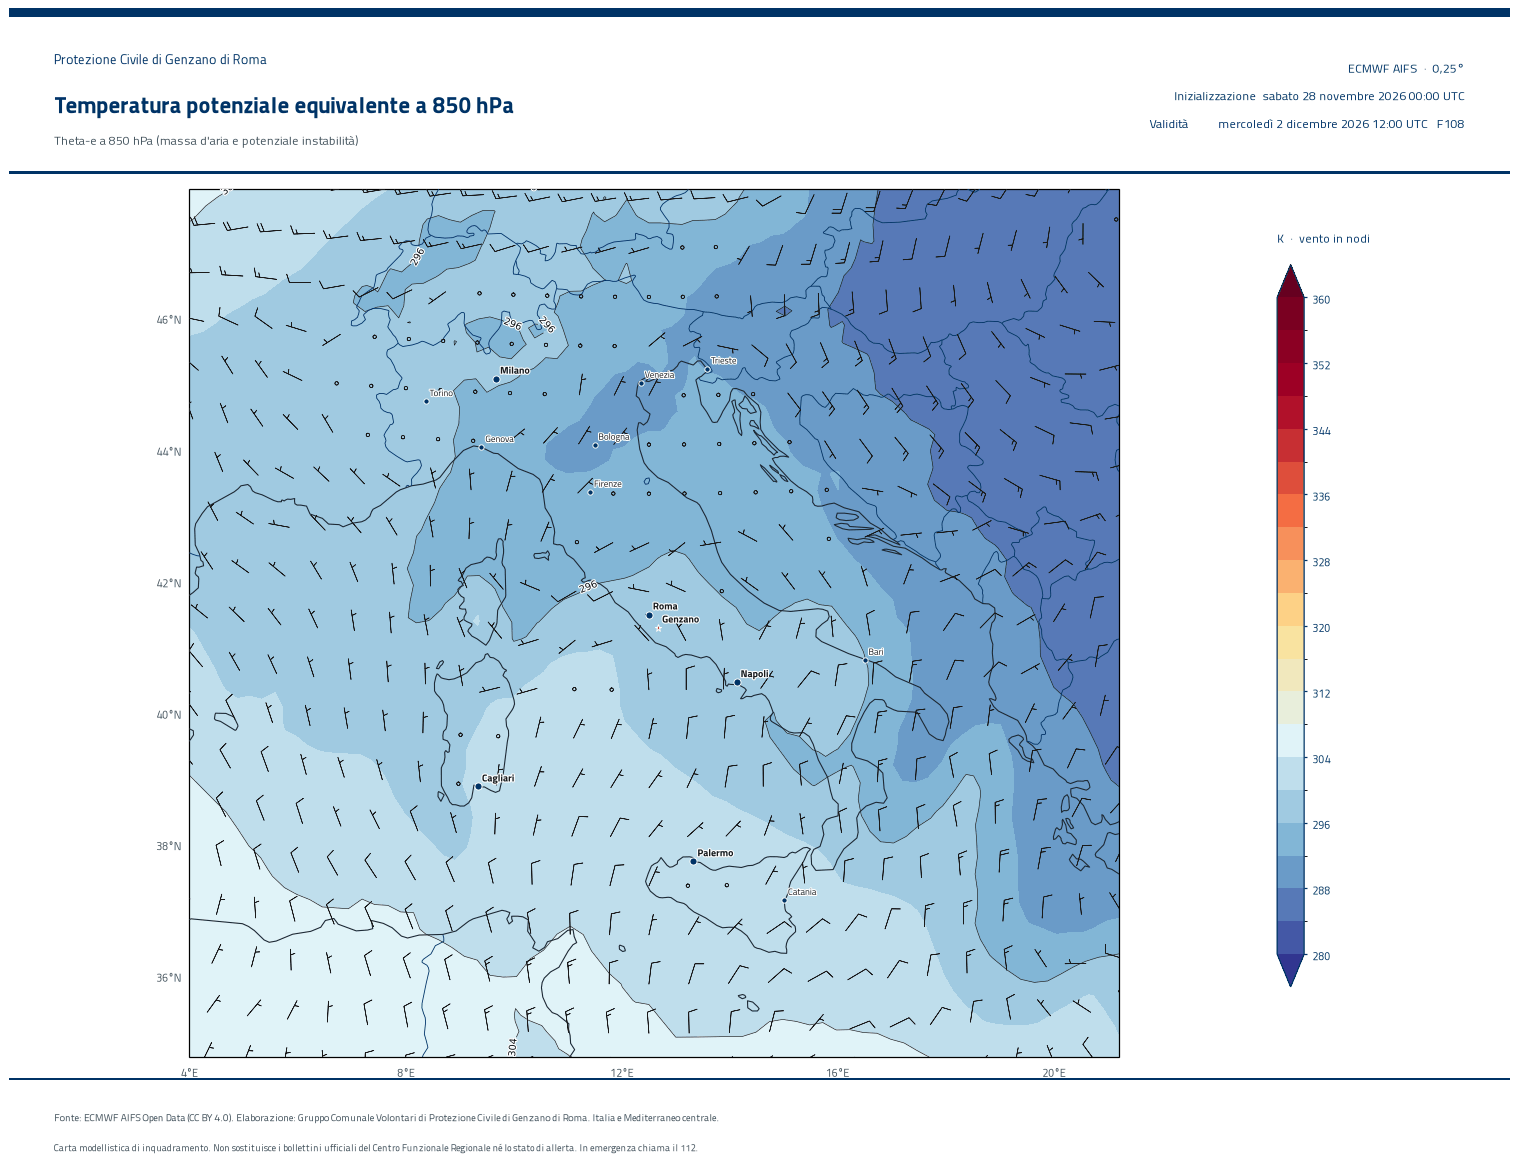 Protezione Civile di Genzano di Roma
Temperatura potenziale equivalente a 850 hPa
Theta-e a 850 hPa (massa d'aria e potenziale instabilità)
ECMWF AIFS · 0,25°
Inizializzazione sabato 28 novembre 2026 00:00 UTC
Validità mercoledì 2 dicembre 2026 12:00 UTC F108
K · vento in nodi
360
352
344
336
328
320
312
304
296
288
280
46°N
44°N
42°N
40°N
38°N
36°N
4°E
8°E
12°E
16°E
20°E
296
296
296
296
304
Milano
Torino
Venezia
Trieste
Genova
Bologna
Firenze
Roma
Genzano
Napoli
Bari
Cagliari
Palermo
Catania
Fonte: ECMWF AIFS Open Data (CC BY 4.0). Elaborazione: Gruppo Comunale Volontari di Protezione Civile di Genzano di Roma. Italia e Mediterraneo centrale.
Carta modellistica di inquadramento. Non sostituisce i bollettini ufficiali del Centro Funzionale Regionale né lo stato di allerta. In emergenza chiama il 112.